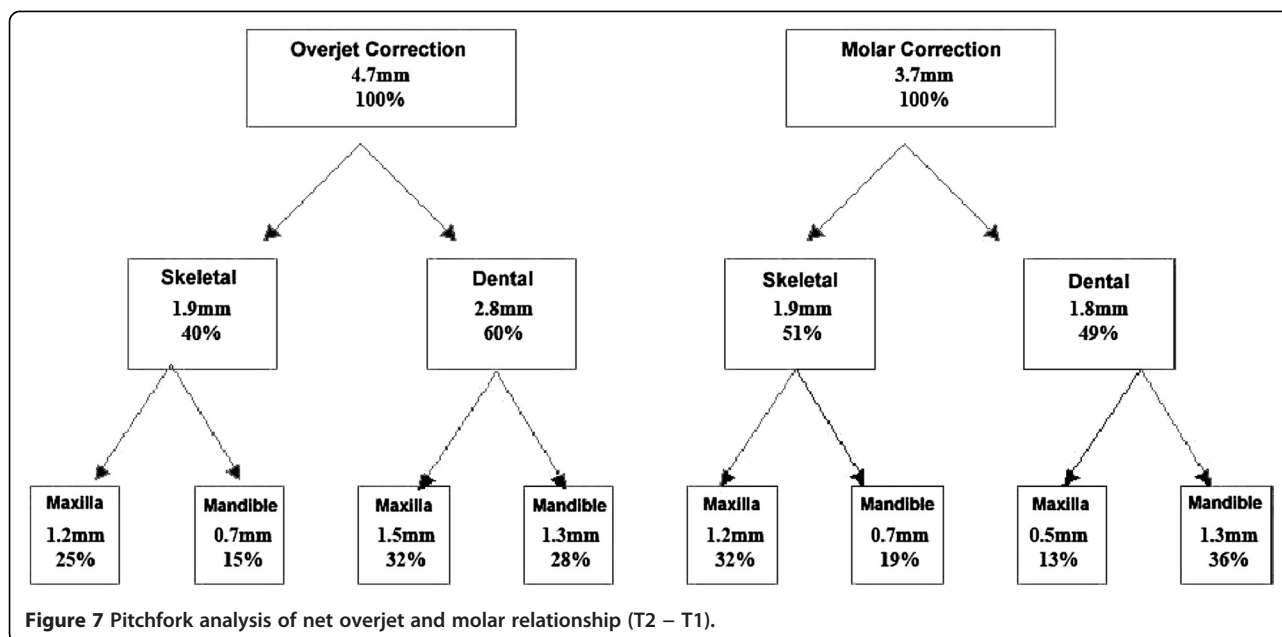 Overjet Correction
4.7mm
100%
Molar Correction
3.7mm
100%
Skeletal
1.9mm
40%
Dental
2.8mm
60%
Skeletal
1.9mm
51%
Dental
1.8mm
49%
Maxilla
1.2mm
25%
Mandible
0.7mm
15%
Maxilla
1.5mm
32%
Mandible
1.3mm
28%
Maxilla
1.2mm
32%
Mandible
0.7mm
19%
Maxilla
0.5mm
13%
Mandible
1.3mm
36%
Figure 7 Pitchfork analysis of net overjet and molar relationship (T2 − T1).